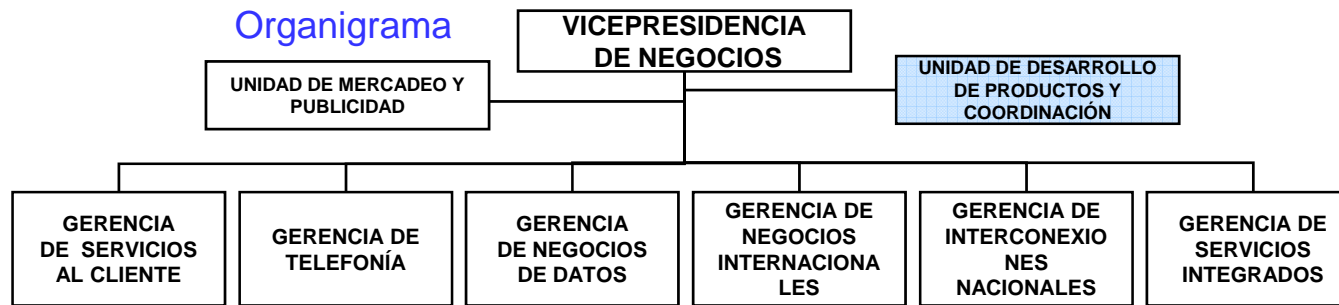 Organigrama
VICEPRESIDENCIA
DE NEGOCIOS
UNIDAD DE MERCADEO Y
PUBLICIDAD
UNIDAD DE DESARROLLO
DE PRODUCTOS Y
COORDINACIÓN
GERENCIA
DE SERVICIOS
AL CLIENTE
GERENCIA DE
TELEFONÍA
GERENCIA
DE NEGOCIOS
DE DATOS
GERENCIA DE
NEGOCIOS
INTERNACIONA
LES
GERENCIA DE
INTERCONEXIO
NES
NACIONALES
GERENCIA DE
SERVICIOS
INTEGRADOS